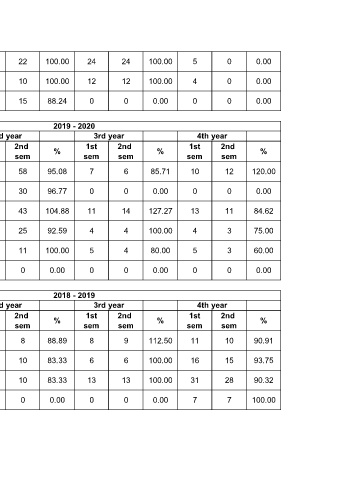 22 100.00 24 24 100.00 5 0 0.00
10 100.00 12 12 100.00 4 0 0.00
15 88.24 0 0 0.00 0 0 0.00
2019 - 2020
d year 3rd year 4th year
2nd sem % 1st sem 2nd sem % 1st sem 2nd sem %
58 95.08 7 6 85.71 10 12 120.00
30 96.77 0 0 0.00 0 0 0.00
43 104.88 11 14 127.27 13 11 84.62
25 92.59 4 4 100.00 4 3 75.00
11 100.00 5 4 80.00 5 3 60.00
0 0.00 0 0 0.00 0 0 0.00
2018 - 2019
d year 3rd year 4th year
2nd sem % 1st sem 2nd sem % 1st sem 2nd sem %
8 88.89 8 9 112.50 11 10 90.91
10 83.33 6 6 100.00 16 15 93.75
10 83.33 13 13 100.00 31 28 90.32
0 0.00 0 0 0.00 7 7 100.00